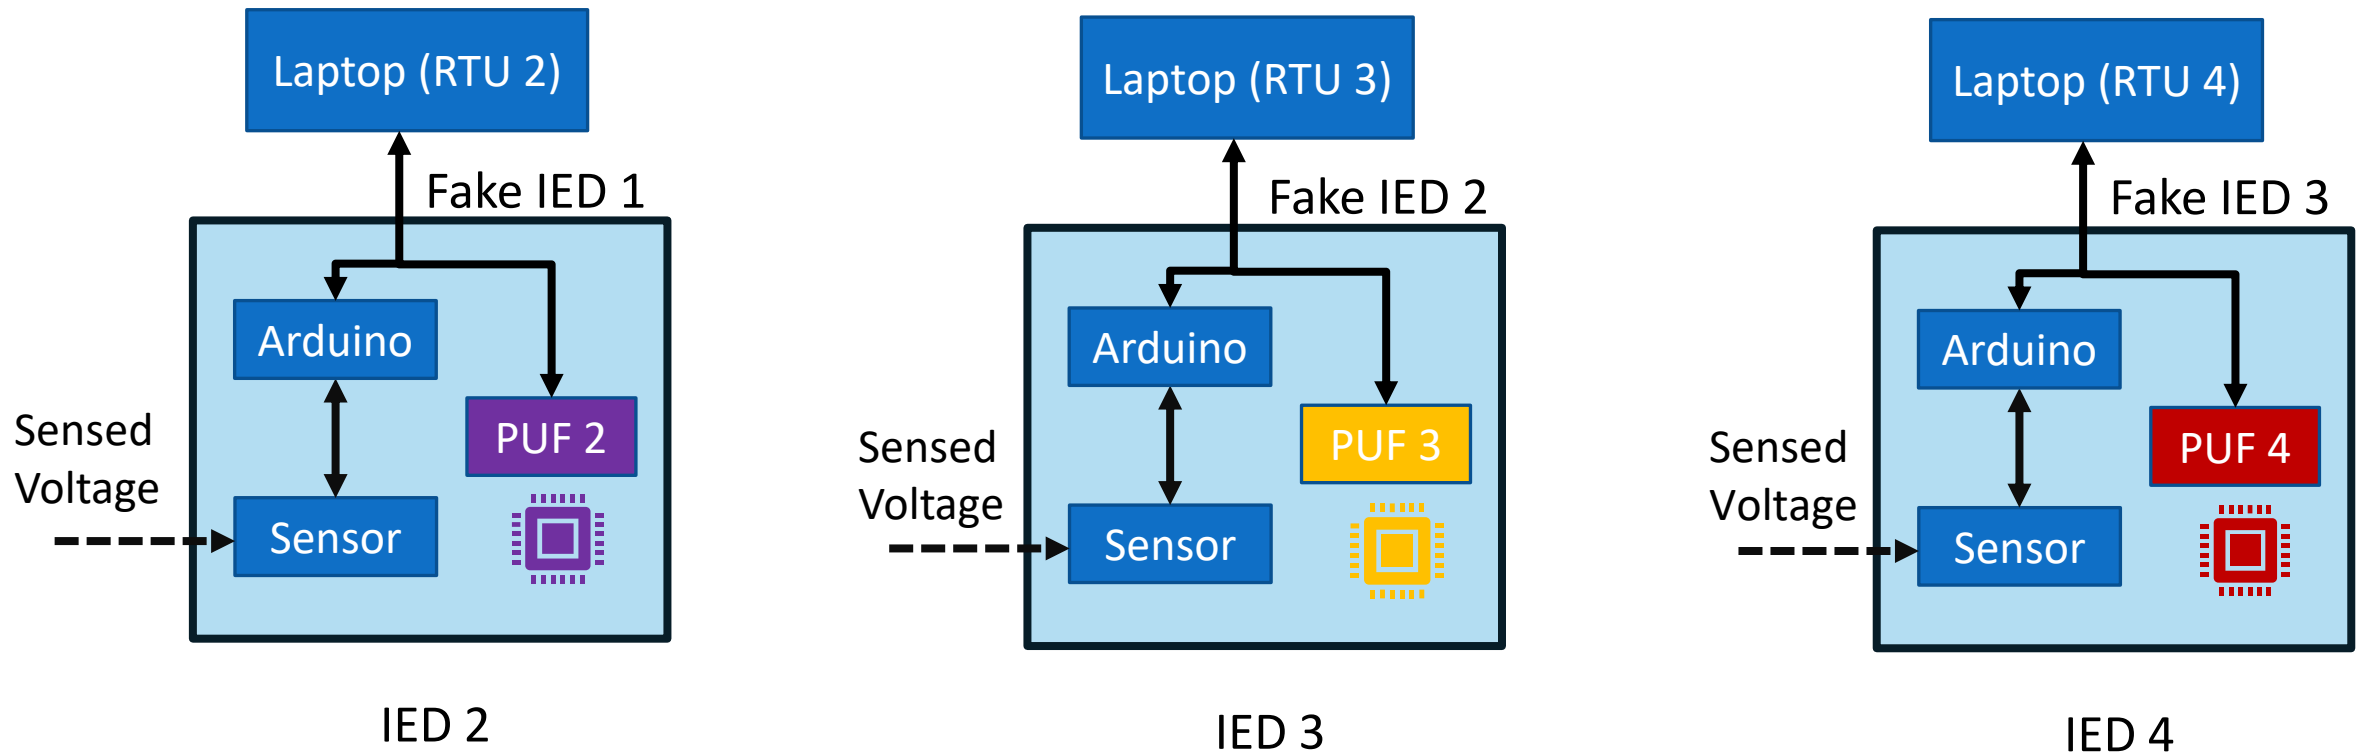 Laptop (RTU 2)
Fake IED 1
Arduino
PUF 2
Sensed
Voltage
Sensor
IED 2
Laptop (RTU 3)
Fake IED 2
Arduino
PUF 3
Sensed
Voltage
Sensor
IED 3
Laptop (RTU 4)
Fake IED 3
Arduino
PUF 4
Sensed
Voltage
Sensor
IED 4